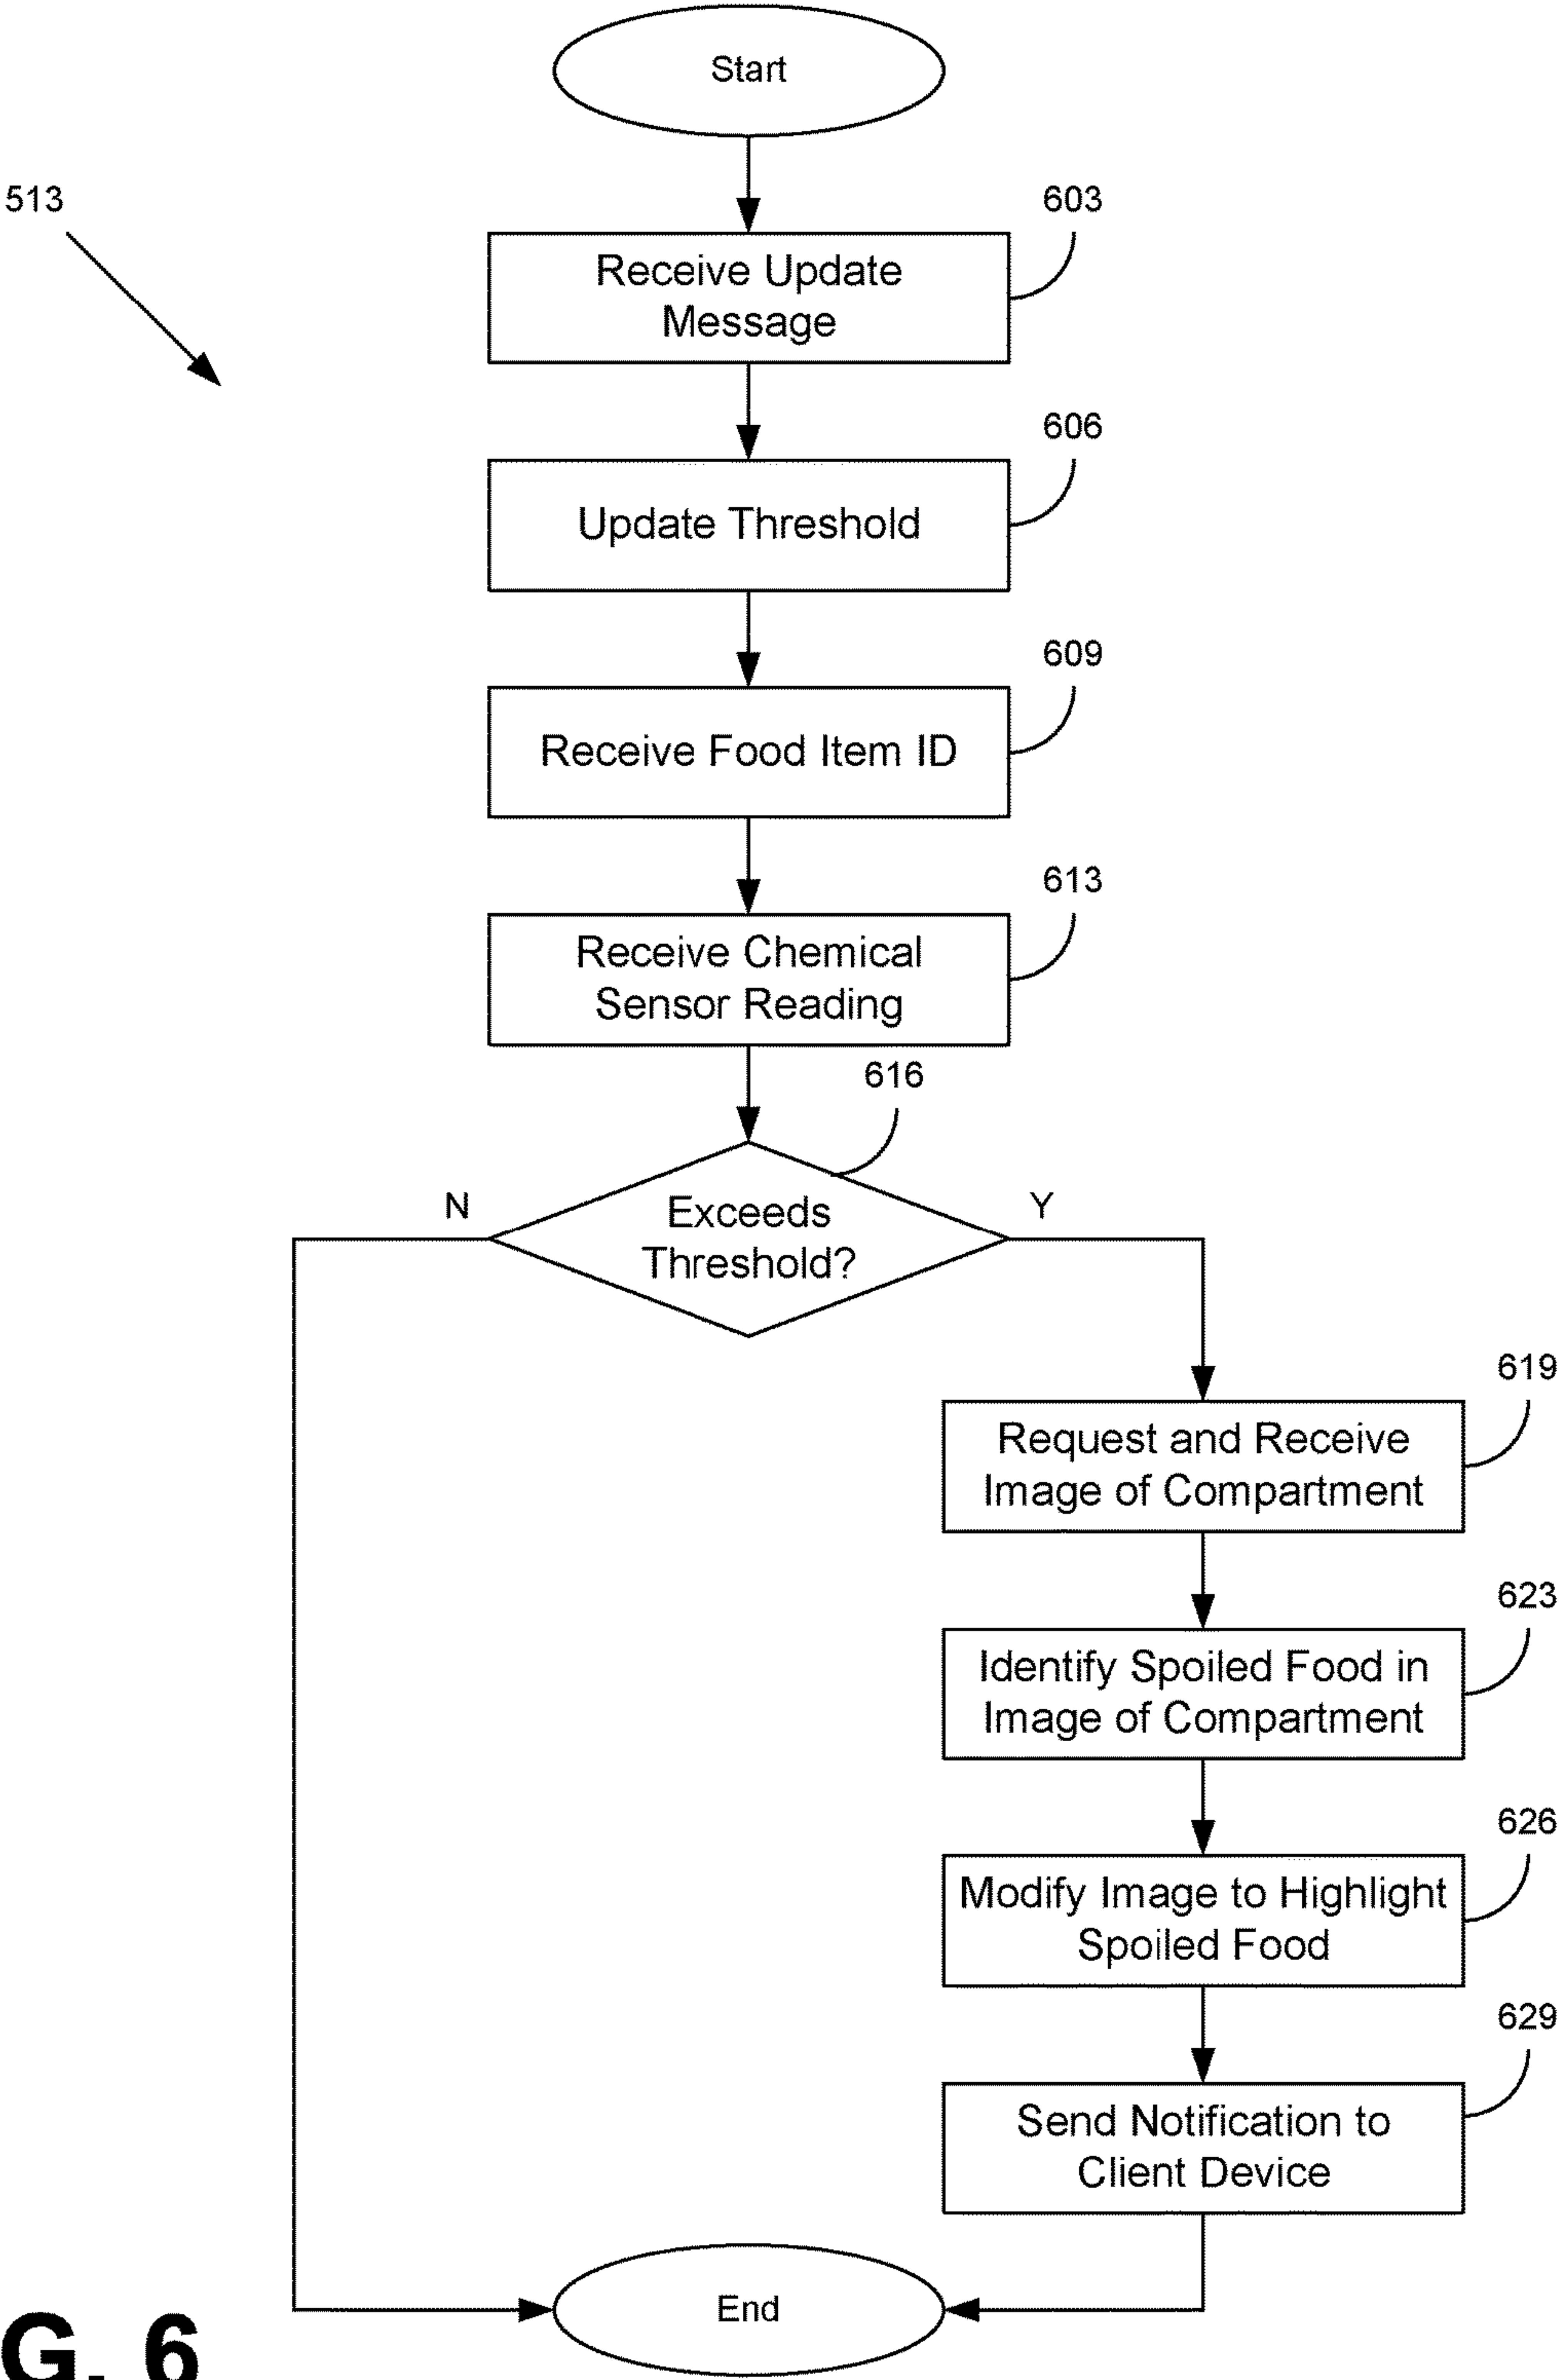 Start
513
603
Receive Update
Message
606
Update Threshold
609
Receive Food Item ID
613
Receive Chemical
Sensor Reading
616
N
Exceeds
Threshold?
Y
619
Request and Receive
Image of Compartment
623
Identify Spoiled Food in
Image of Compartment
626
Modify Image to Highlight
Spoiled Food
629
Send Notification to
Client Device
End
G. 6